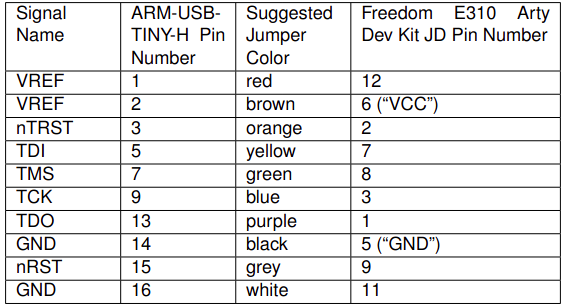 Signal Name ARM-USB-TINY-H Pin Number Suggested Jumper Color Freedom E310 Arty Dev Kit JD Pin Number
VREF 1 red 12
VREF 2 brown 6 (“VCC”)
nTRST 3 orange 2
TDI 5 yellow 7
TMS 7 green 8
TCK 9 blue 3
TDO 13 purple 1
GND 14 black 5 (“GND”)
nRST 15 grey 9
GND 16 white 11